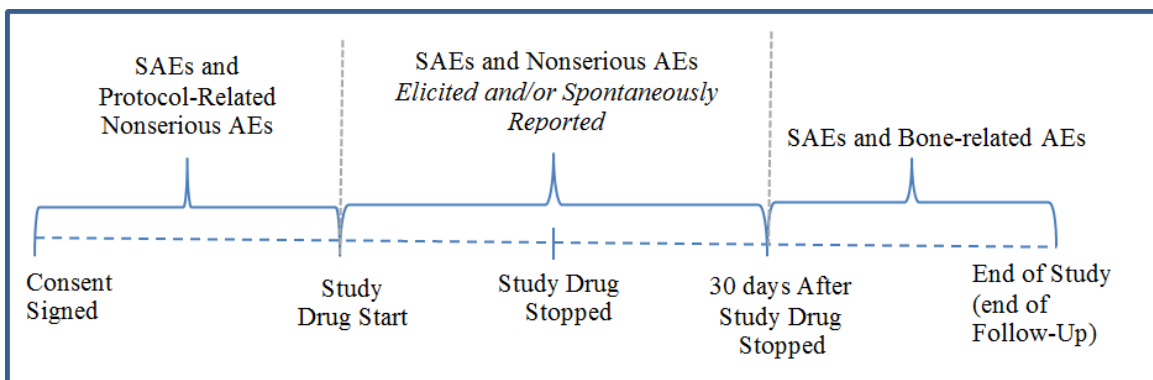 SAEs and
Protocol-Related
Nonserious AEs
SAEs and Nonserious AEs
Elicited and/or Spontaneously
Reported
SAEs and Bone-related AEs
Consent
Signed
Study
Drug Start
Study Drug
Stopped
30 days After
Study Drug
Stopped
End of Study
(end of
Follow-Up)